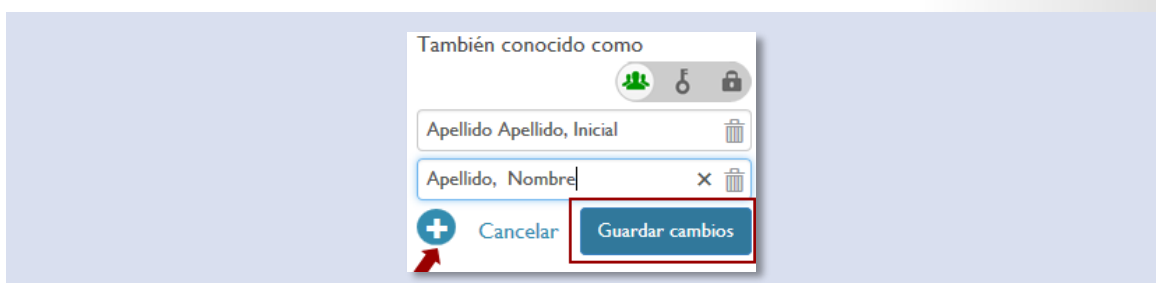 También conocido como
Apellido Apellido, Inicial
Apellido, Nombre
Cancelar Guardar cambios